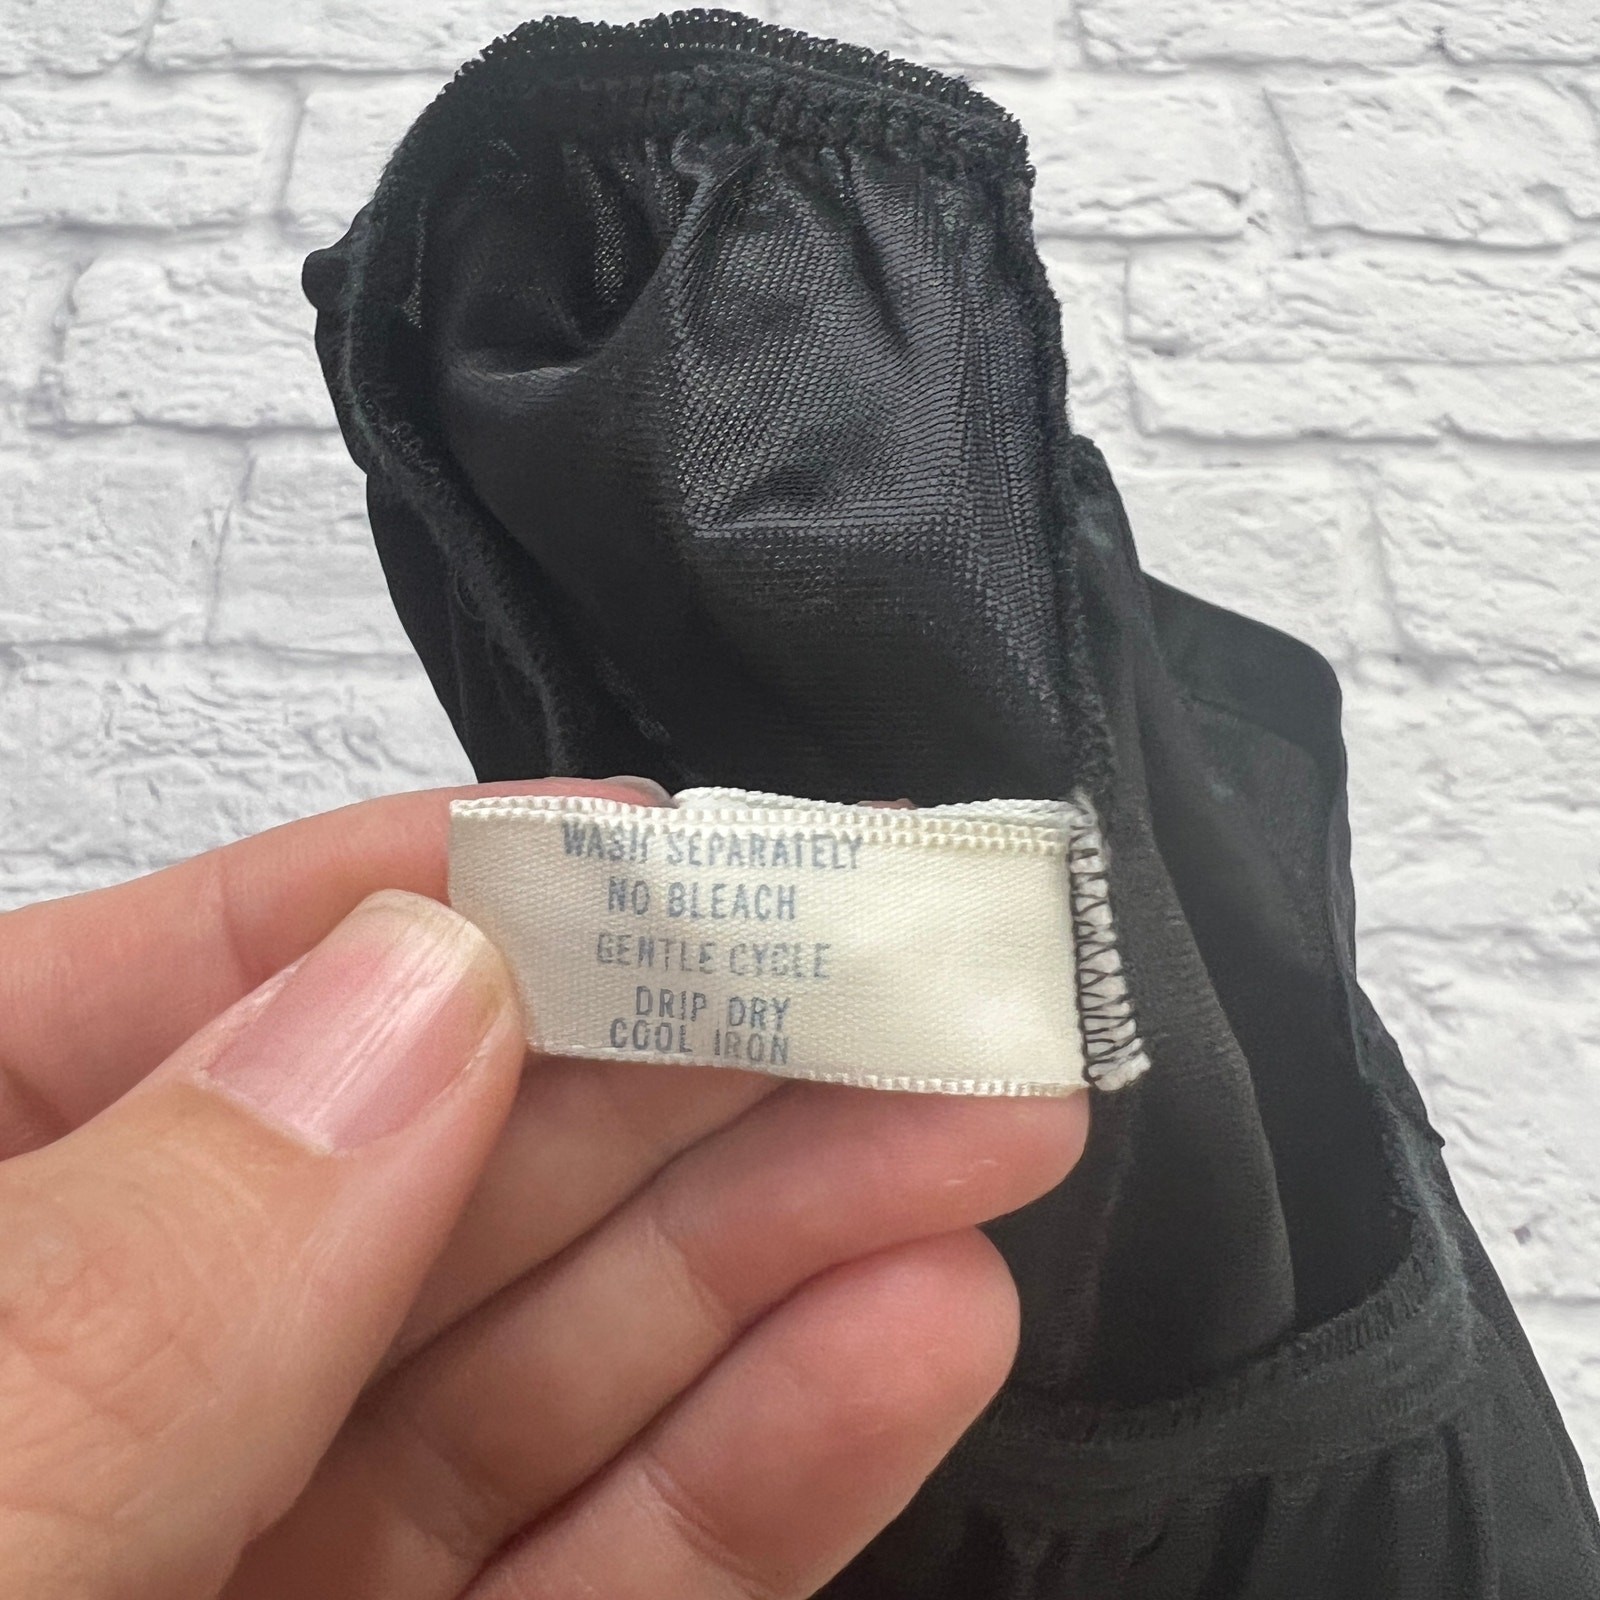 WASH SEPARATELY
NO BLEACH
GENTLE CYCLE
DRIP DRY
COOL IRON